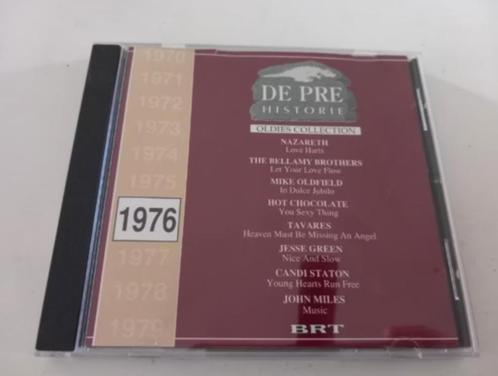 1970
1971
1972
1973
1974
1975
1976
1977
1978
1979
DE PRE
HISTORIE
OLDIES COLLECTION
NAZARETH
Love Harts
THE BELLAMY BROTHERS
Let Your Love Flow
MIKE OLDFIELD
In Dulce Jubilo
HOT CHOCOLATE
You Sexy Thing
TAVARES
Heaven Must Be Missing An Angel
JESSE GREEN
Nice And Slow
CANDI STATON
Young Hearts Run Free
JOHN MILES
Music
BRT